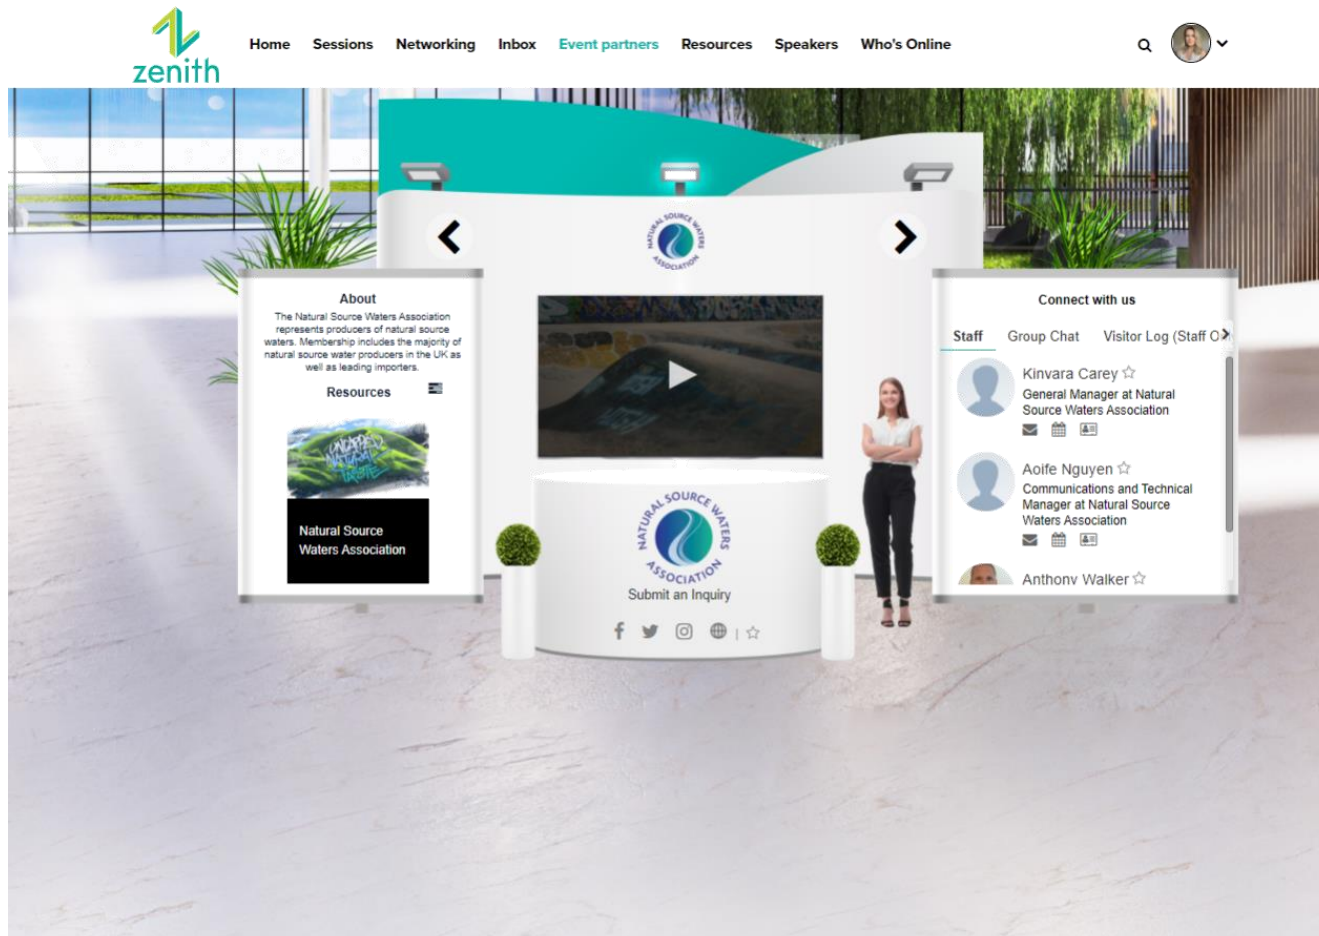 zenith
Home Sessions Networking Inbox Event partners Resources Speakers Who's Online
NATURAL SOURCE WATERS ASSOCIATION
About
The Natural Source Waters Association
represents producers of natural source
waters. Membership includes the majority of
natural source water producers in the UK as
well as leading importers.
Resources
UNTAPPED
NATURAL
Natural Source
Waters Association
NATURAL SOURCE WATERS ASSOCIATION
Submit an Inquiry
Connect with us
Staff Group Chat Visitor Log (Staff O
Kinvara Carey
General Manager at Natural
Source Waters Association
Aoife Nguyen
Communications and Technical
Manager at Natural Source
Waters Association
Anthony Walker